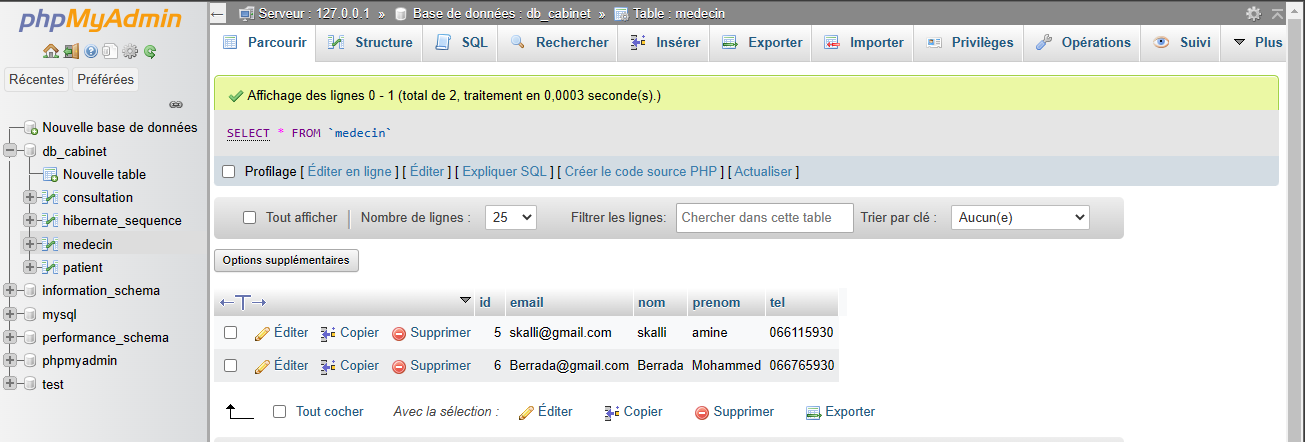 phpMyAdmin
Récentes Préférées
Nouvelle base de données
db_cabinet
Nouvelle table
consultation
hibernate_sequence
medecin
patient
information_schema
mysql
performance_schema
phpmyadmin
test
Serveur : 127.0.0.1 » Base de données : db_cabinet » Table : medecin
Parcourir Structure SQL Rechercher Insérer Exporter Importer Privilèges Opérations Suivi Plus
Affichage des lignes 0 - 1 (total de 2, traitement en 0,0003 seconde(s).)
SELECT * FROM `medecin`
Profilage [ Éditer en ligne ] [ Éditer ] [ Expliquer SQL ] [ Créer le code source PHP ] [ Actualiser ]
Tout afficher Nombre de lignes : 25 Filtrer les lignes: Chercher dans cette table Trier par clé : Aucun(e)
Options supplémentaires
id email nom prenom tel
Éditer Copier Supprimer 5 skalli@gmail.com skalli amine 066115930
Éditer Copier Supprimer 6 Berrada@gmail.com Berrada Mohammed 066765930
Tout cocher Avec la sélection : Éditer Copier Supprimer Exporter